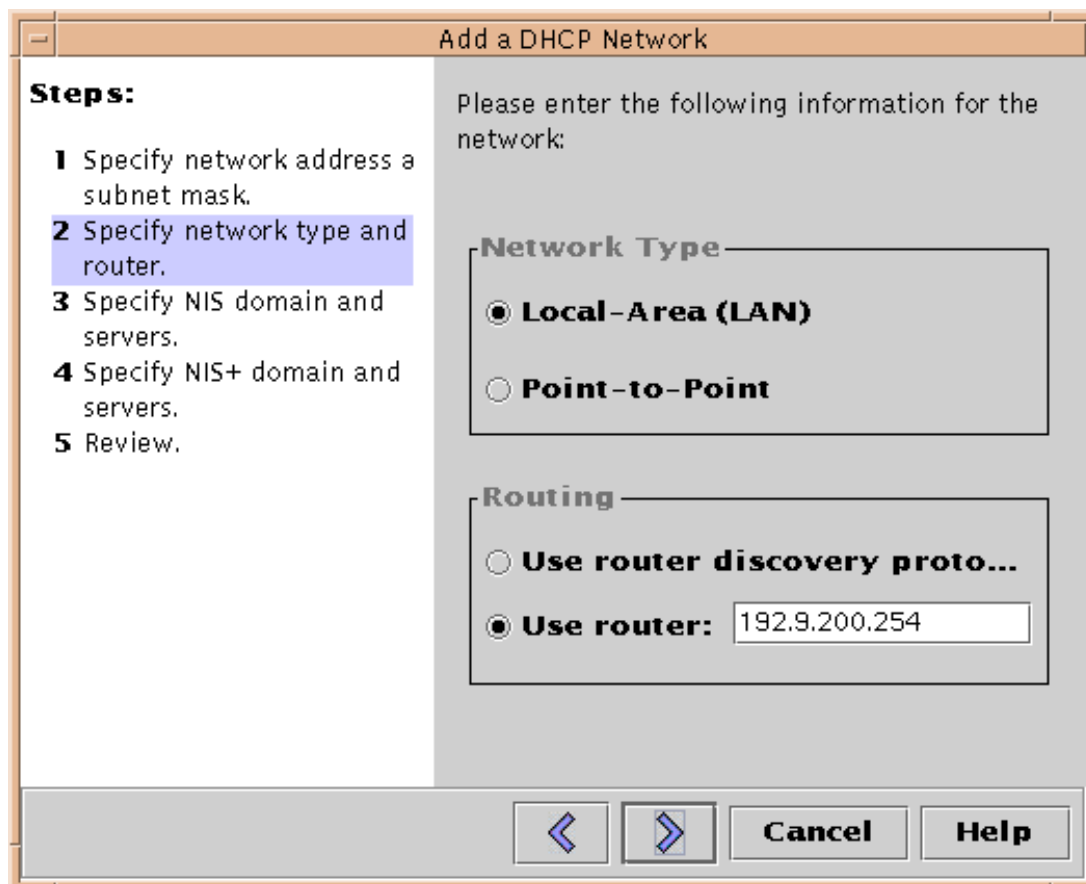 Add a DHCP Network
Steps:
1 Specify network address a
subnet mask.
2 Specify network type and
router.
3 Specify NIS domain and
servers.
4 Specify NIS+ domain and
servers.
5 Review.
Please enter the following information for the
network:
Network Type
Local-Area (LAN)
Point-to-Point
Routing
Use router discovery proto...
Use router: 192.9.200.254
Cancel Help